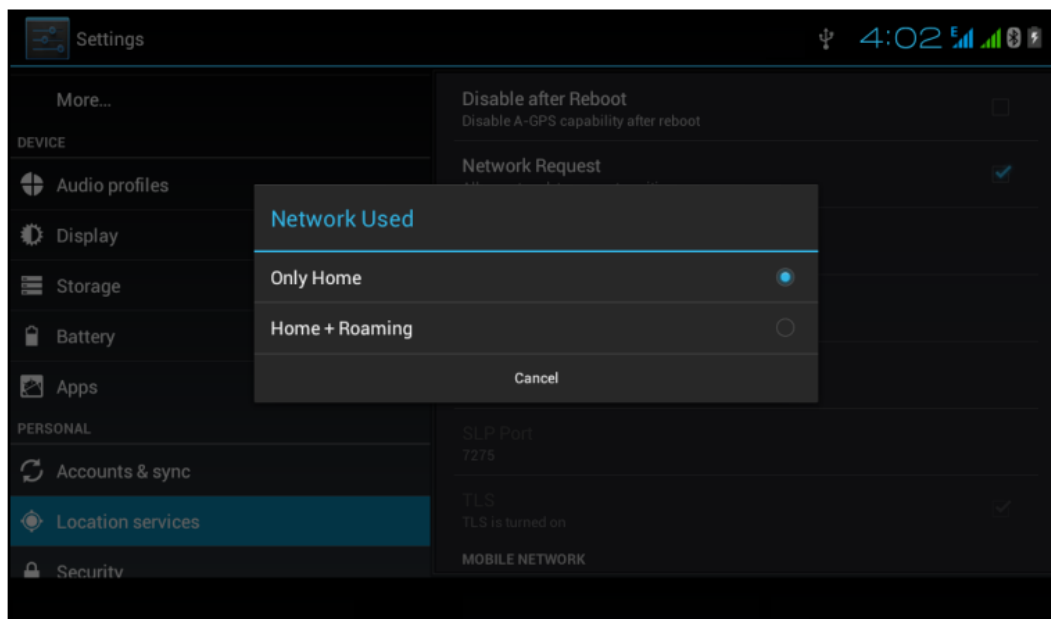 Settings
4:02
E
More...
DEVICE
Audio profiles
Display
Storage
Battery
Apps
PERSONAL
Accounts & sync
Location services
Security
Disable after Reboot
Disable A-GPS capability after reboot
Network Request
Network Used
Only Home
Home + Roaming
Cancel
SLP Port
7275
TLS
TLS is turned on
MOBILE NETWORK